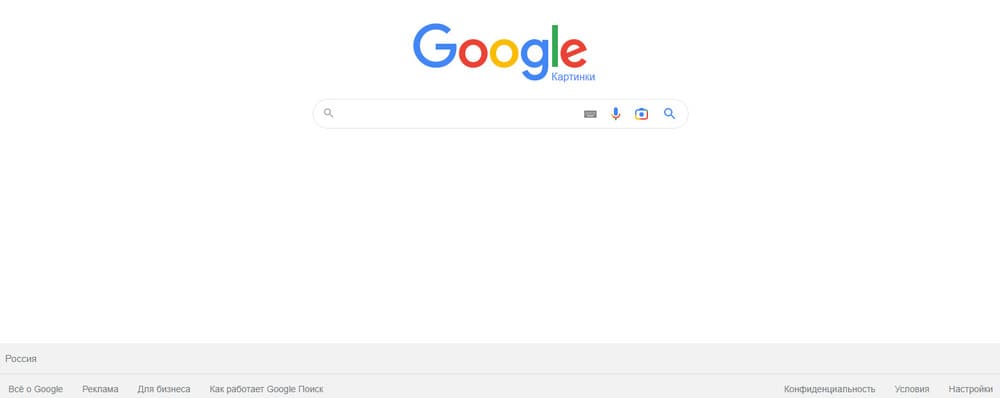 Google
Картинки
Россия
Всё о Google Реклама Для бизнеса Как работает Google Поиск Конфиденциальность Условия Настройки